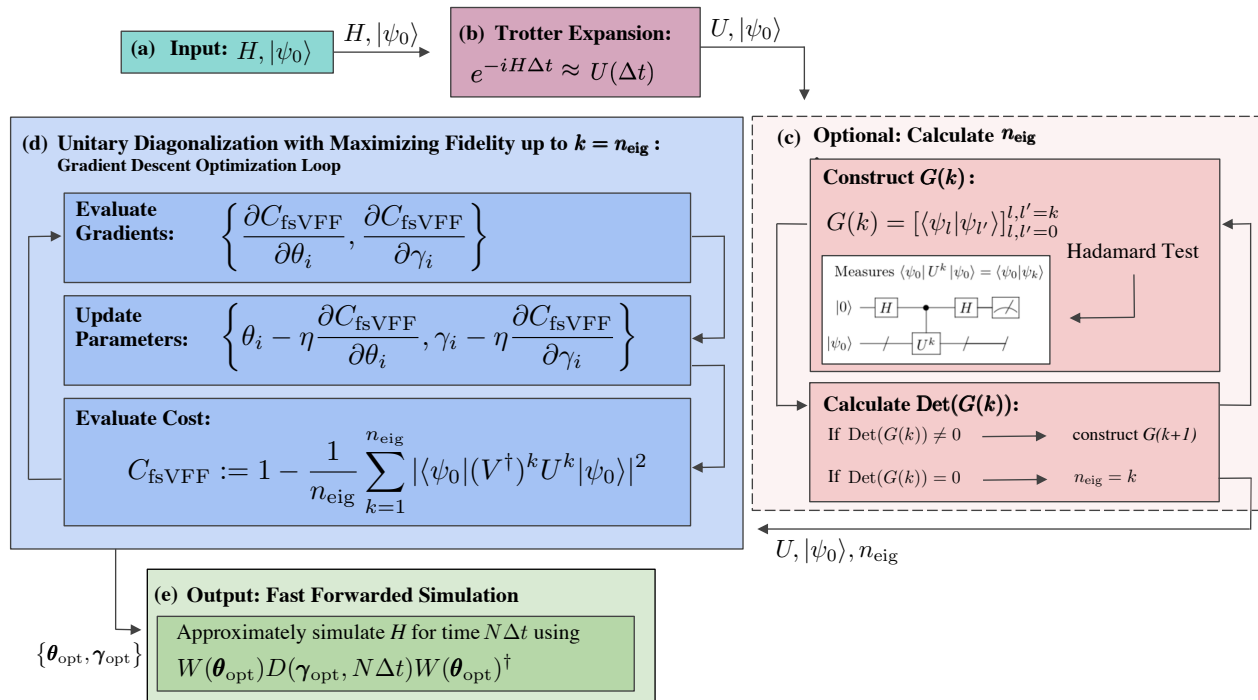 (a) Input: H, |ψ₀⟩
H, |ψ₀⟩
(b) Trotter Expansion:
e^{-iHΔt} ≈ U(Δt)
U, |ψ₀⟩
(c) Optional: Calculate n_eig
Construct G(k):
G(k) = [⟨ψ_l|ψ_{l'}⟩]_{l,l'=0}^{l,l'=k}
Hadamard Test
Measures ⟨ψ₀| U^k |ψ₀⟩ = ⟨ψ₀|ψ_k⟩
|0⟩ H H
|ψ₀⟩ U^k
Calculate Det(G(k)):
If Det(G(k)) ≠ 0 construct G(k+1)
If Det(G(k)) = 0 n_eig = k
U, |ψ₀⟩, n_eig
(d) Unitary Diagonalization with Maximizing Fidelity up to k = n_eig :
Gradient Descent Optimization Loop
Evaluate
Gradients:
{∂C_fsVFF/∂θ_i, ∂C_fsVFF/∂γ_i}
Update
Parameters:
{θ_i − η ∂C_fsVFF/∂θ_i, γ_i − η ∂C_fsVFF/∂γ_i}
Evaluate Cost:
C_fsVFF := 1 − 1/n_eig ∑_{k=1}^{n_eig} |⟨ψ₀|(V†)^k U^k|ψ₀⟩|²
{θ_opt, γ_opt}
(e) Output: Fast Forwarded Simulation
Approximately simulate H for time NΔt using
W(θ_opt)D(γ_opt, NΔt)W(θ_opt)†